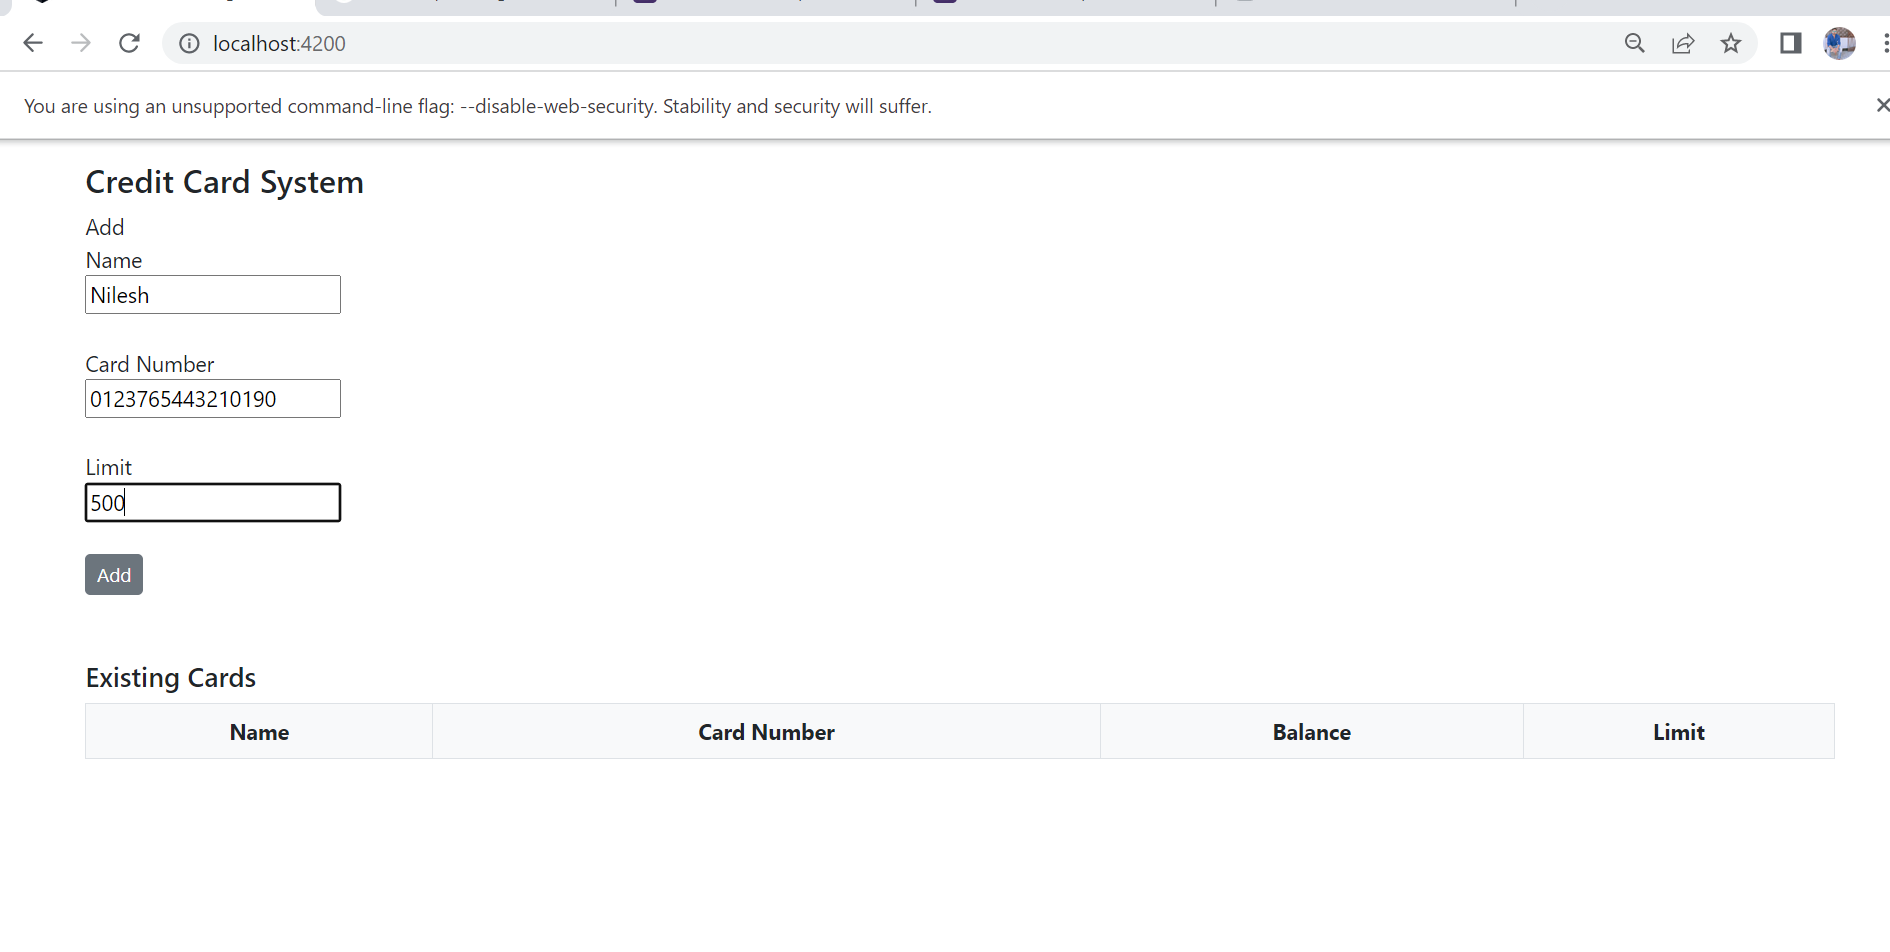 localhost:4200
You are using an unsupported command-line flag: --disable-web-security. Stability and security will suffer.
Credit Card System
Add
Name
Nilesh
Card Number
0123765443210190
Limit
500
Add
Existing Cards
Name Card Number Balance Limit